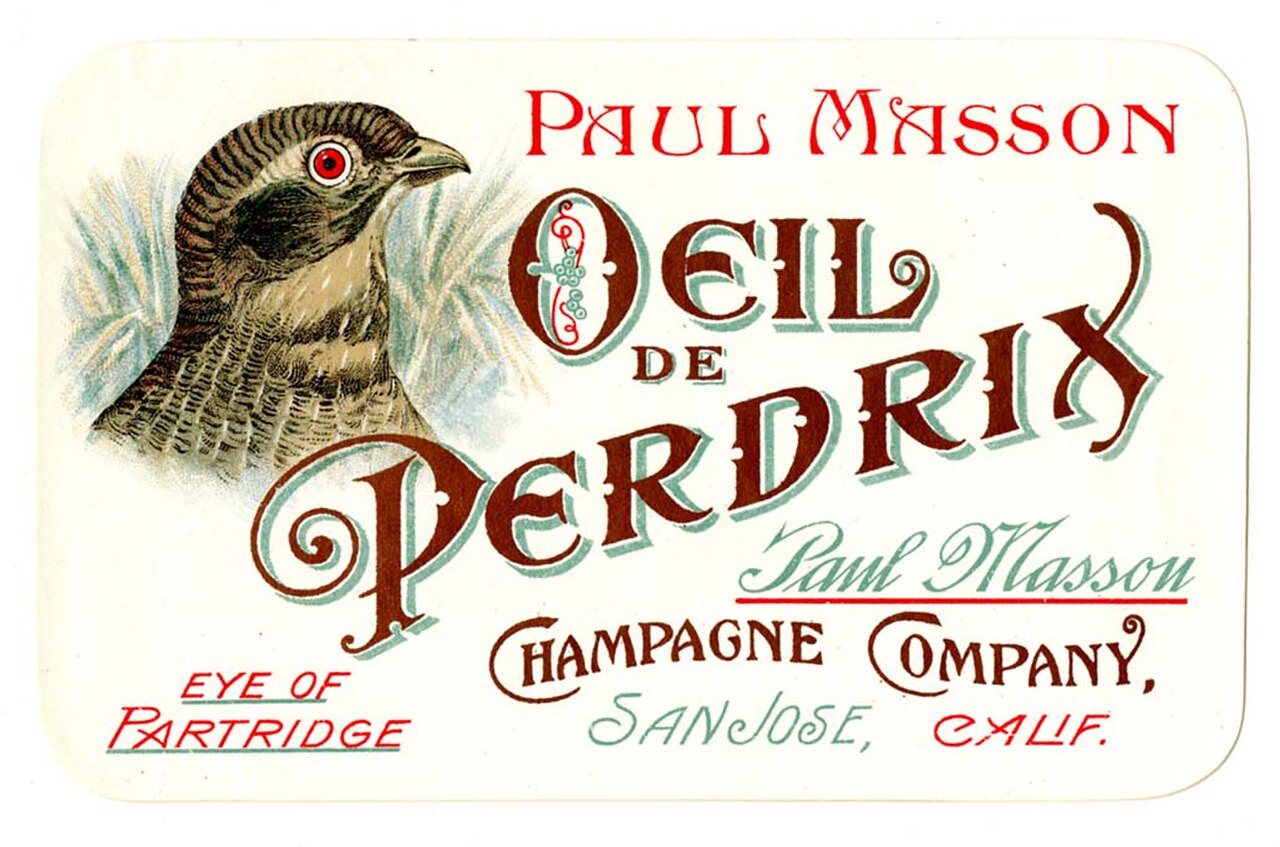 PAUL MASSON
OEIL
DE
PERDRIX
Paul Masson
CHAMPAGNE COMPANY,
SAN JOSE, CALIF.
EYE OF
PARTRIDGE